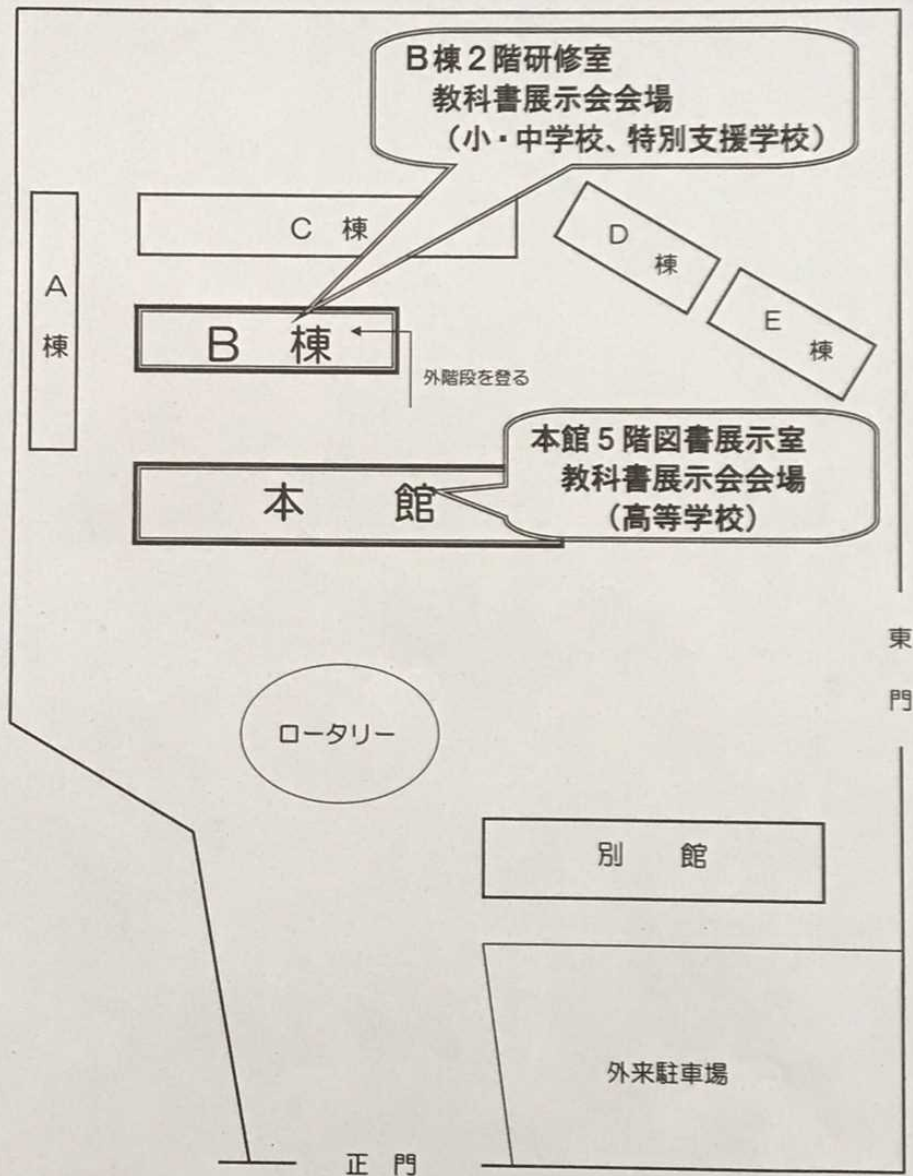 B棟2階研修室
教科書展示会会場
(小・中学校、特別支援学校)
C 棟
D 棟
E 棟
A 棟
B 棟
外階段を登る
本館5階図書展示室
教科書展示会会場
(高等学校)
本 館
東 門
ロータリー
別 館
外来駐車場
正 門